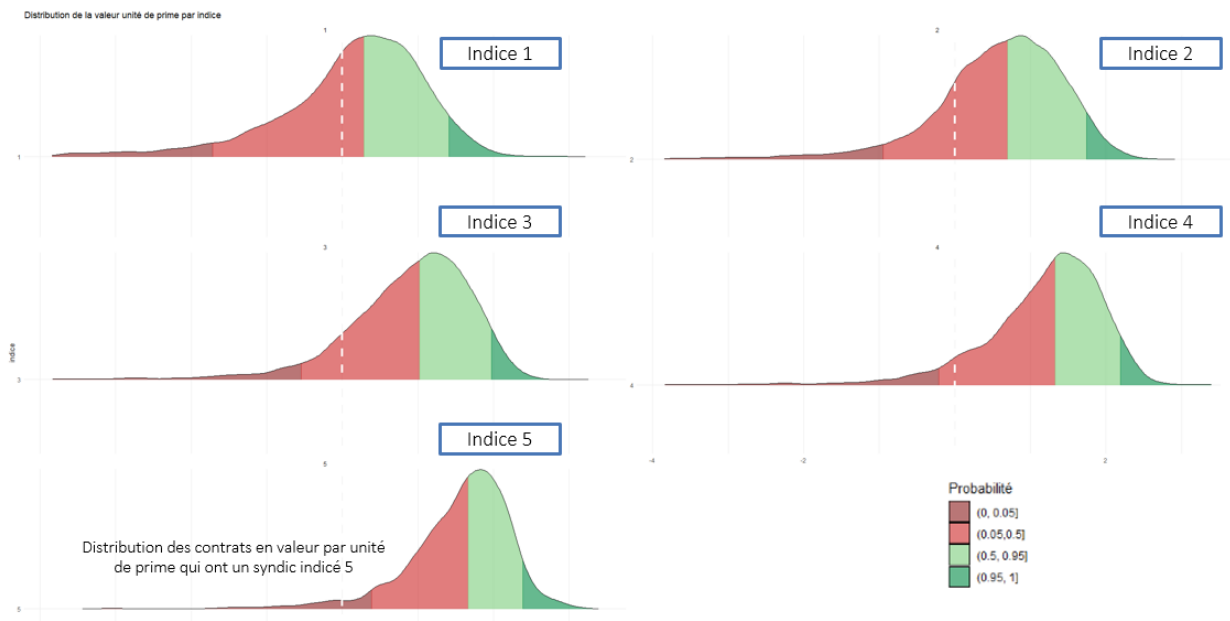 Distribution de la valeur unité de prime par indice
1
Indice 1
2
Indice 2
1
2
3
Indice 3
4
Indice 4
indice
3
4
5
Indice 5
-4
-2
2
Probabilité
(0, 0.05]
(0.05,0.5]
(0.5, 0.95]
(0.95, 1]
Distribution des contrats en valeur par unité
de prime qui ont un syndic indicé 5
5